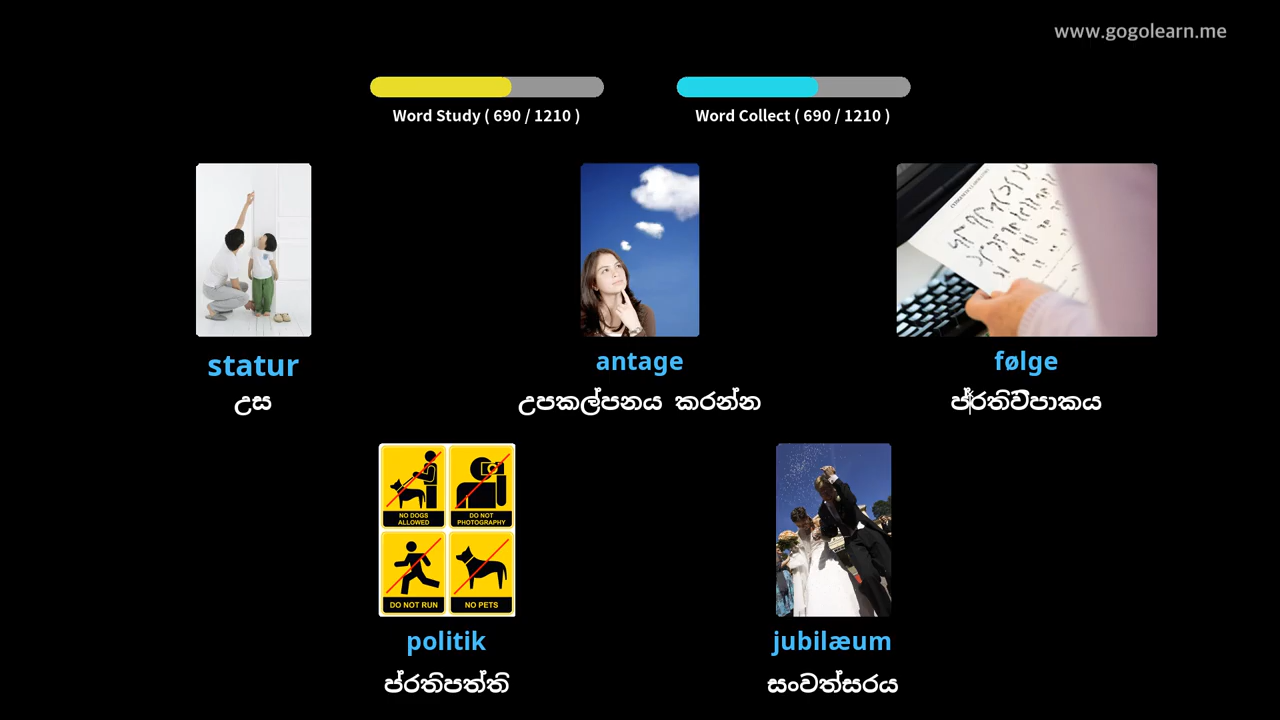 www.gogolearn.me
Word Study ( 690 / 1210 )
Word Collect ( 690 / 1210 )
statur
උස
antage
උපකල්පනය කරන්න
følge
ප්රතිවිපාකය
NO DOGS
ALLOWED
DO NOT
PHOTOGRAPHY
DO NOT RUN
NO PETS
politik
ප්රතිපත්ති
jubilæum
සංවත්සරය